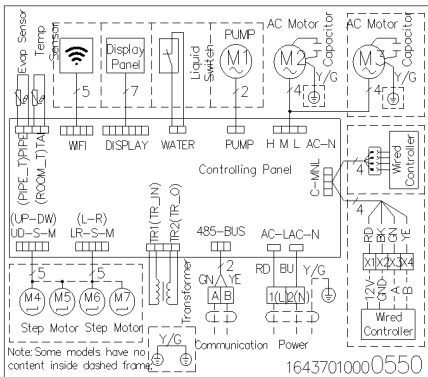 Evap Sensor
Temp Sensor
Display Panel
Liquid Switch
PUMP
M1
AC Motor
M2
Capacitor
Y/G
AC Motor
M3
Capacitor
Y/G
5
7
2
4
4
(PIPE_T)PIPE
(ROOM_T)TA
WIFI
DISPLAY
WATER
PUMP
H M L AC-N
Controlling Panel
C-MNL
4
Wired Controller
4
RD
BK
GN
YE
X1
X2
X3
X4
12V
GND
A
B
Wired Controller
(UP-DW)
UD-S-M
(L-R)
LR-S-M
TR1(TR_IN)
TR2(TR_O)
485-BUS
AC-L
AC-N
5
5
M4
M5
M6
M7
Step Motor
Step Motor
Transformer
2
GN
YE
A
B
Communication
RD
BU
Y/G
1(L)
2(N)
Power
Y/G
Note: Some models have no
content inside dashed frame
16437010000550